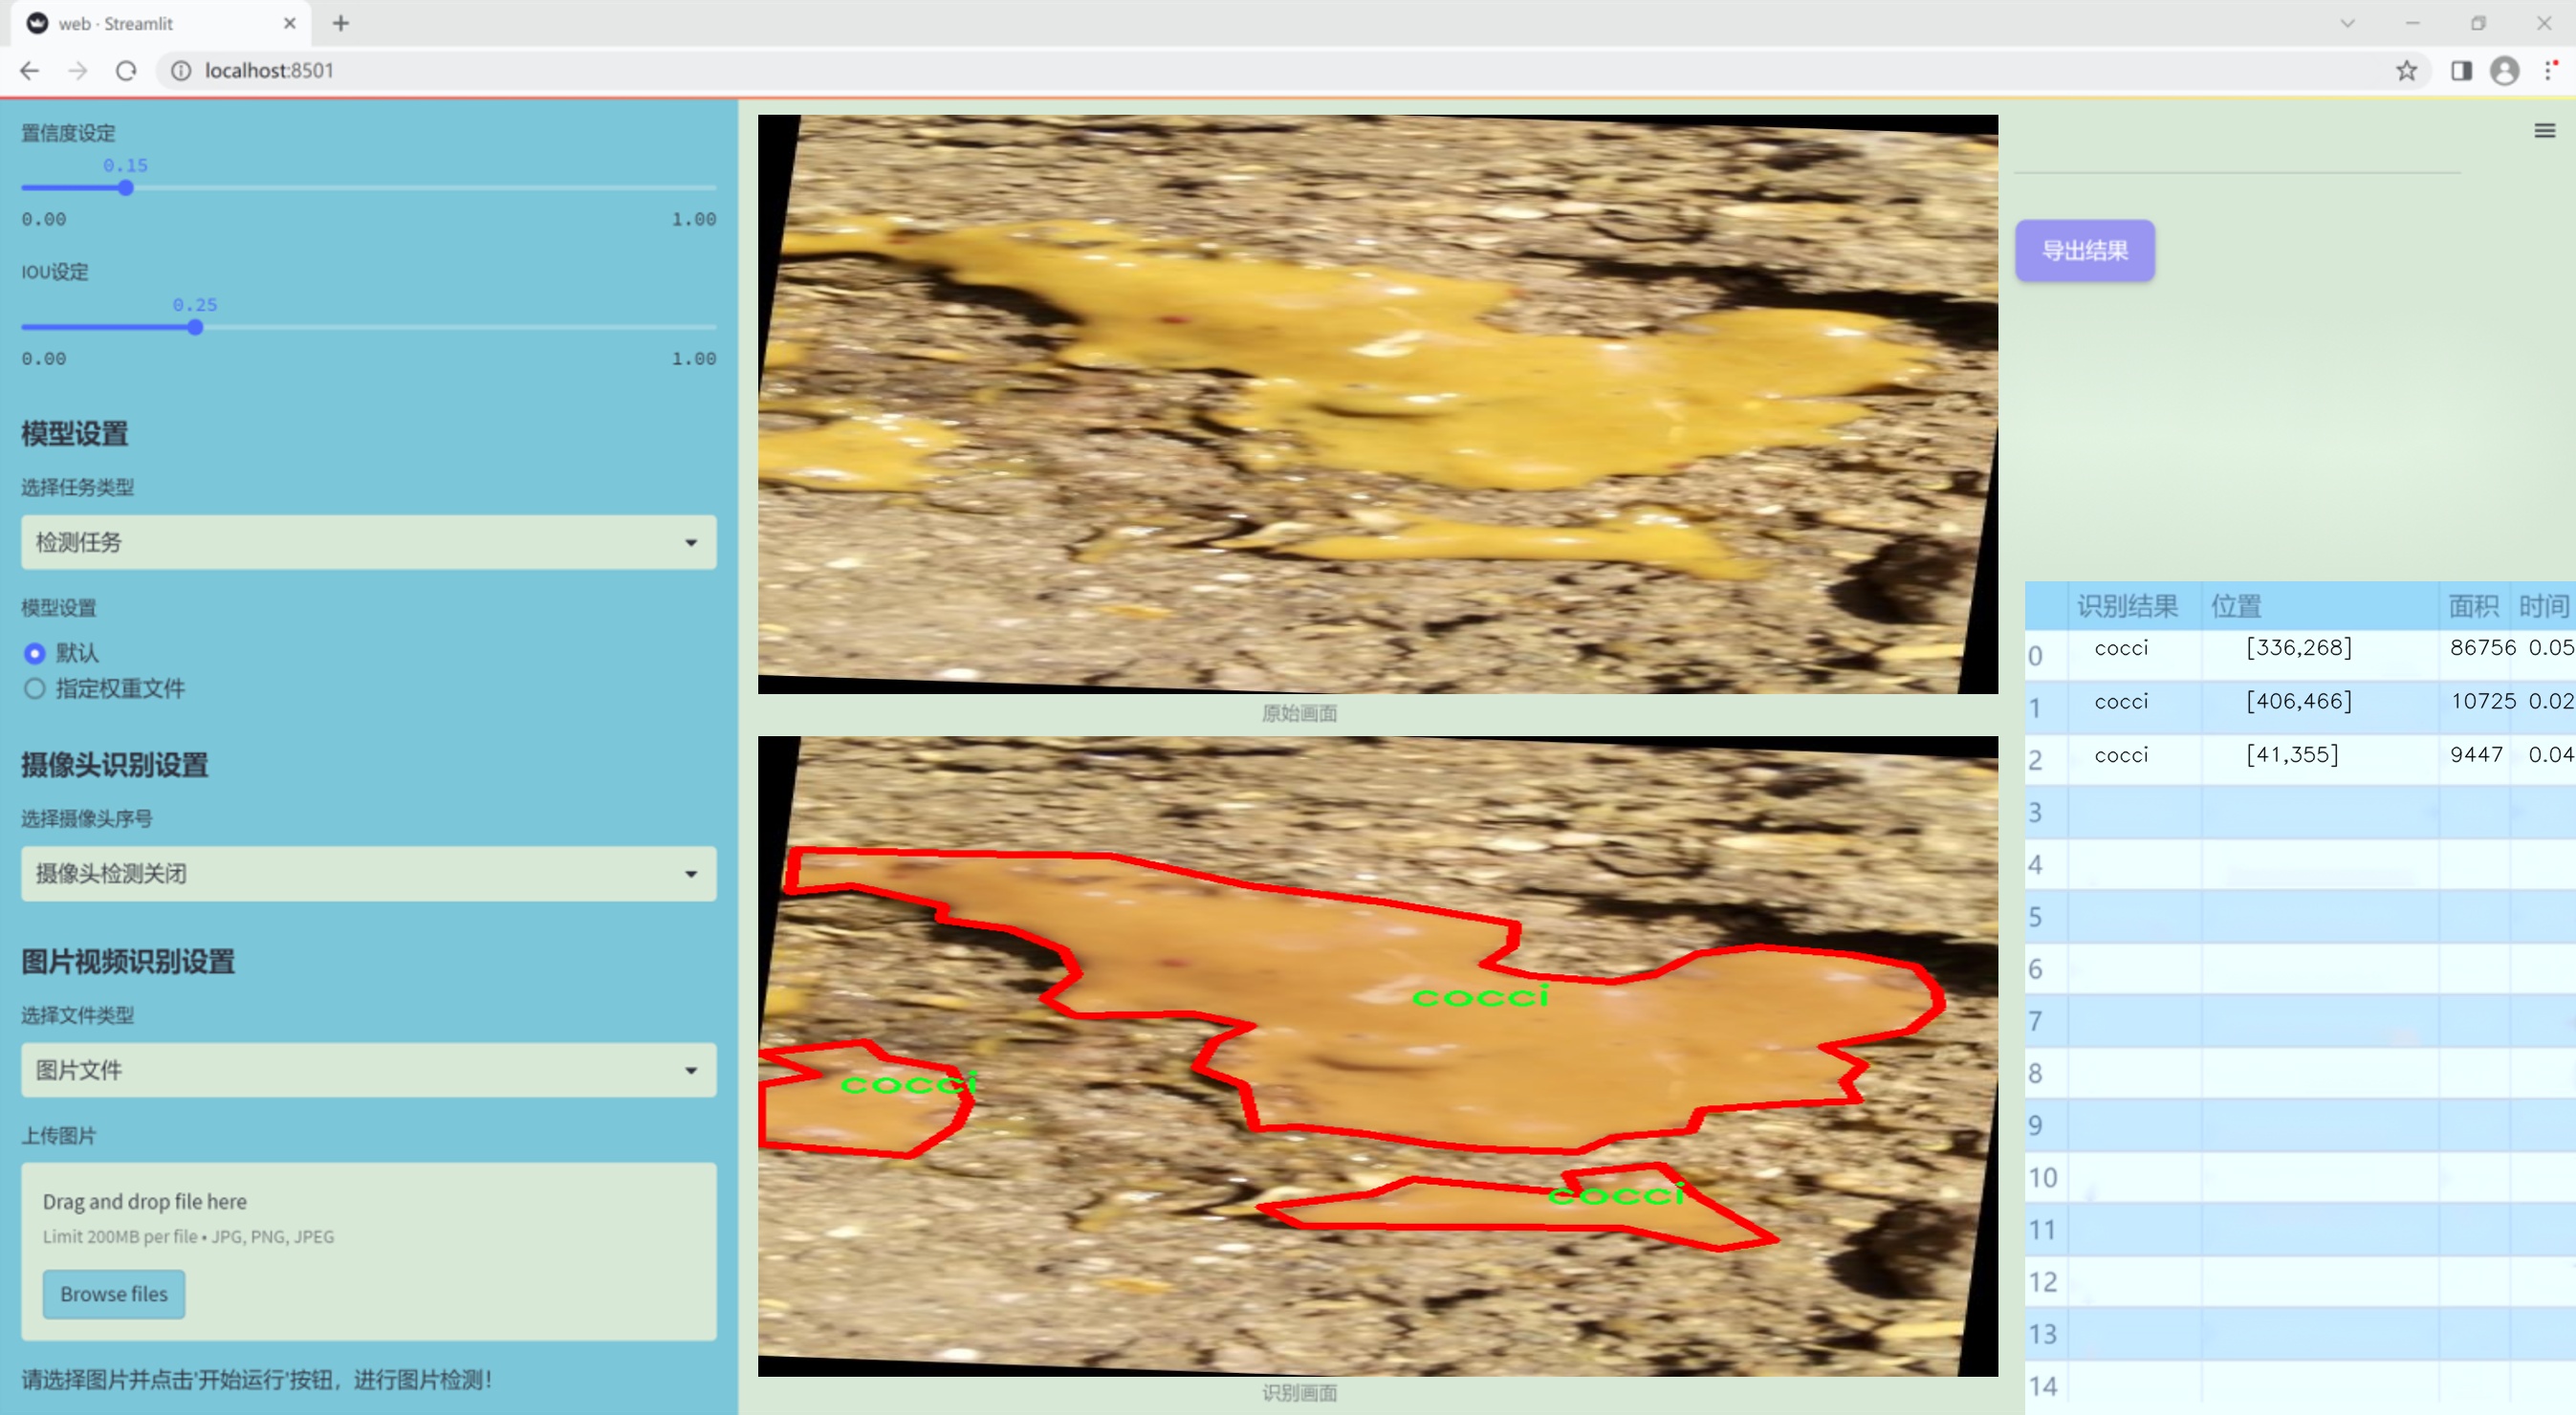 web · Streamlit
localhost:8501
置信度设定
0.15
0.00 1.00
IOU设定
0.25
0.00 1.00
模型设置
选择任务类型
检测任务
模型设置
默认
指定权重文件
摄像头识别设置
选择摄像头序号
摄像头检测关闭
图片视频识别设置
选择文件类型
图片文件
上传图片
Drag and drop file here
Limit 200MB per file • JPG, PNG, JPEG
Browse files
请选择图片并点击'开始运行'按钮，进行图片检测！
原始画面
cocci
cocci
cocci
识别画面
导出结果
识别结果 位置 面积 时间
0 cocci [336,268] 86756 0.05
1 cocci [406,466] 10725 0.02
2 cocci [41,355] 9447 0.04
3
4
5
6
7
8
9
10
11
12
13
14